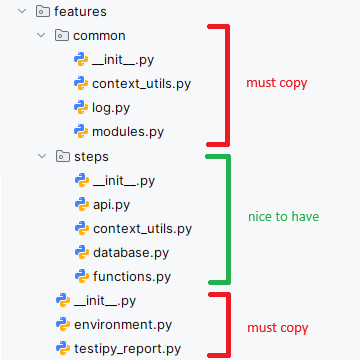 features
common
__init__.py
context_utils.py
log.py
modules.py
must copy
steps
__init__.py
api.py
context_utils.py
database.py
functions.py
nice to have
__init__.py
environment.py
testipy_report.py
must copy